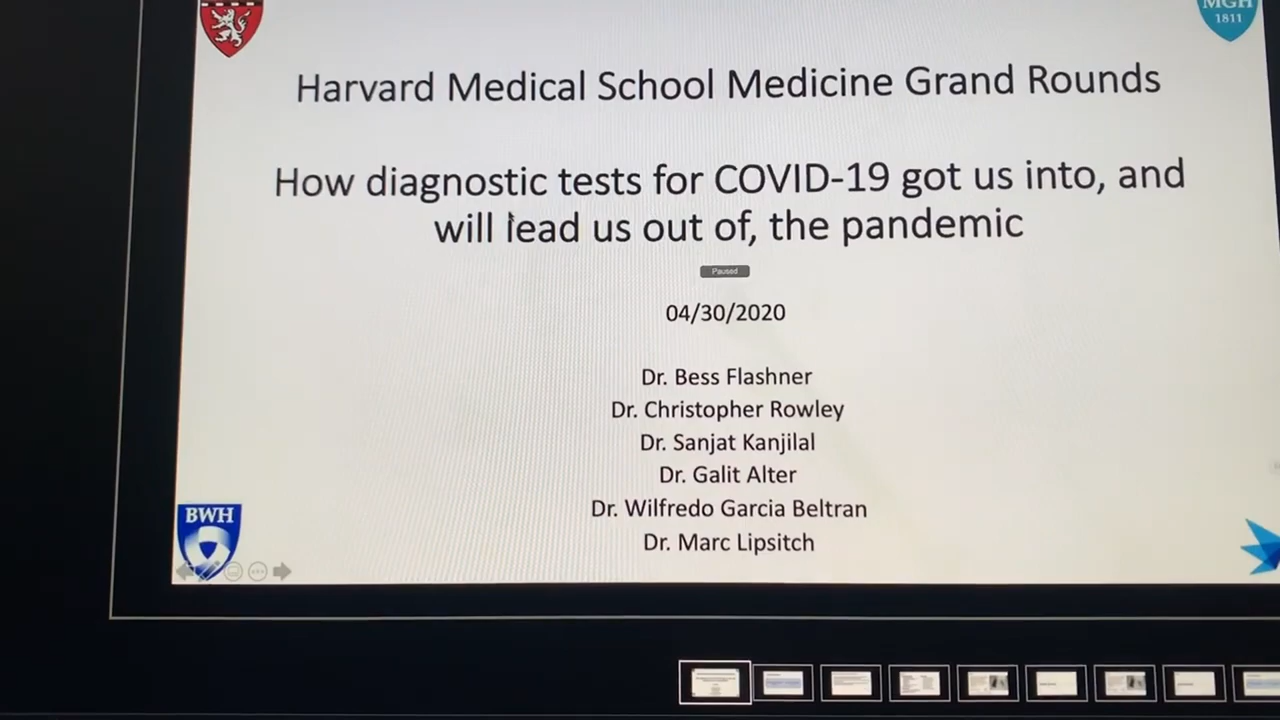 MGH
1811
Harvard Medical School Medicine Grand Rounds
How diagnostic tests for COVID-19 got us into, and
will lead us out of, the pandemic
Paused
04/30/2020
Dr. Bess Flashner
Dr. Christopher Rowley
Dr. Sanjat Kanjilal
Dr. Galit Alter
Dr. Wilfredo Garcia Beltran
Dr. Marc Lipsitch
BWH